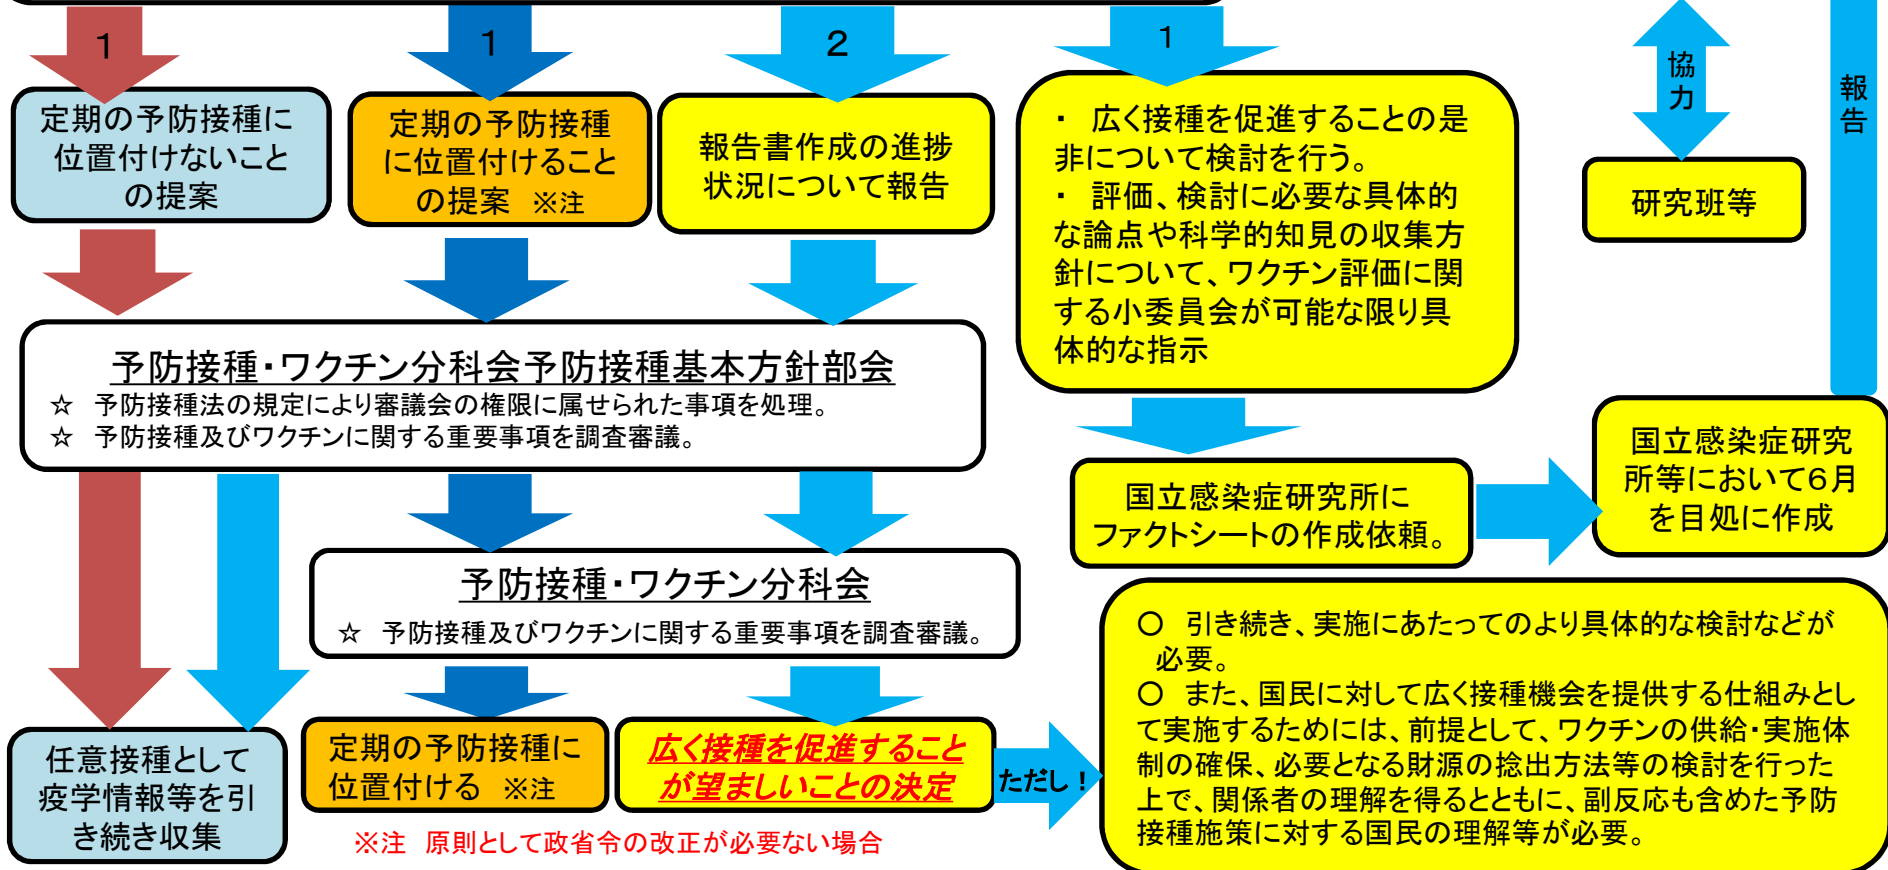 1
1
2
1
協
力
報
告
定期の予防接種に
位置付けないこと
の提案
定期の予防接種
に位置付けること
の提案 ※注
報告書作成の進捗
状況について報告
・ 広く接種を促進することの是
非について検討を行う。
・ 評価、検討に必要な具体的
な論点や科学的知見の収集方
針について、ワクチン評価に関
する小委員会が可能な限り具
体的な指示
研究班等
予防接種・ワクチン分科会予防接種基本方針部会
☆ 予防接種法の規定により審議会の権限に属せられた事項を処理。
☆ 予防接種及びワクチンに関する重要事項を調査審議。
国立感染症研究所に
ファクトシートの作成依頼。
国立感染症研究
所等において6月
を目処に作成
予防接種・ワクチン分科会
☆ 予防接種及びワクチンに関する重要事項を調査審議。
任意接種として
疫学情報等を引
き続き収集
定期の予防接種に
位置付ける ※注
広く接種を促進すること
が望ましいことの決定
ただし!
○ 引き続き、実施にあたってのより具体的な検討などが
必要。
○ また、国民に対して広く接種機会を提供する仕組みとし
て実施するためには、前提として、ワクチンの供給・実施体
制の確保、必要となる財源の捻出方法等の検討を行った
上で、関係者の理解を得るとともに、副反応も含めた予防
接種施策に対する国民の理解等が必要。
※注 原則として政省令の改正が必要ない場合